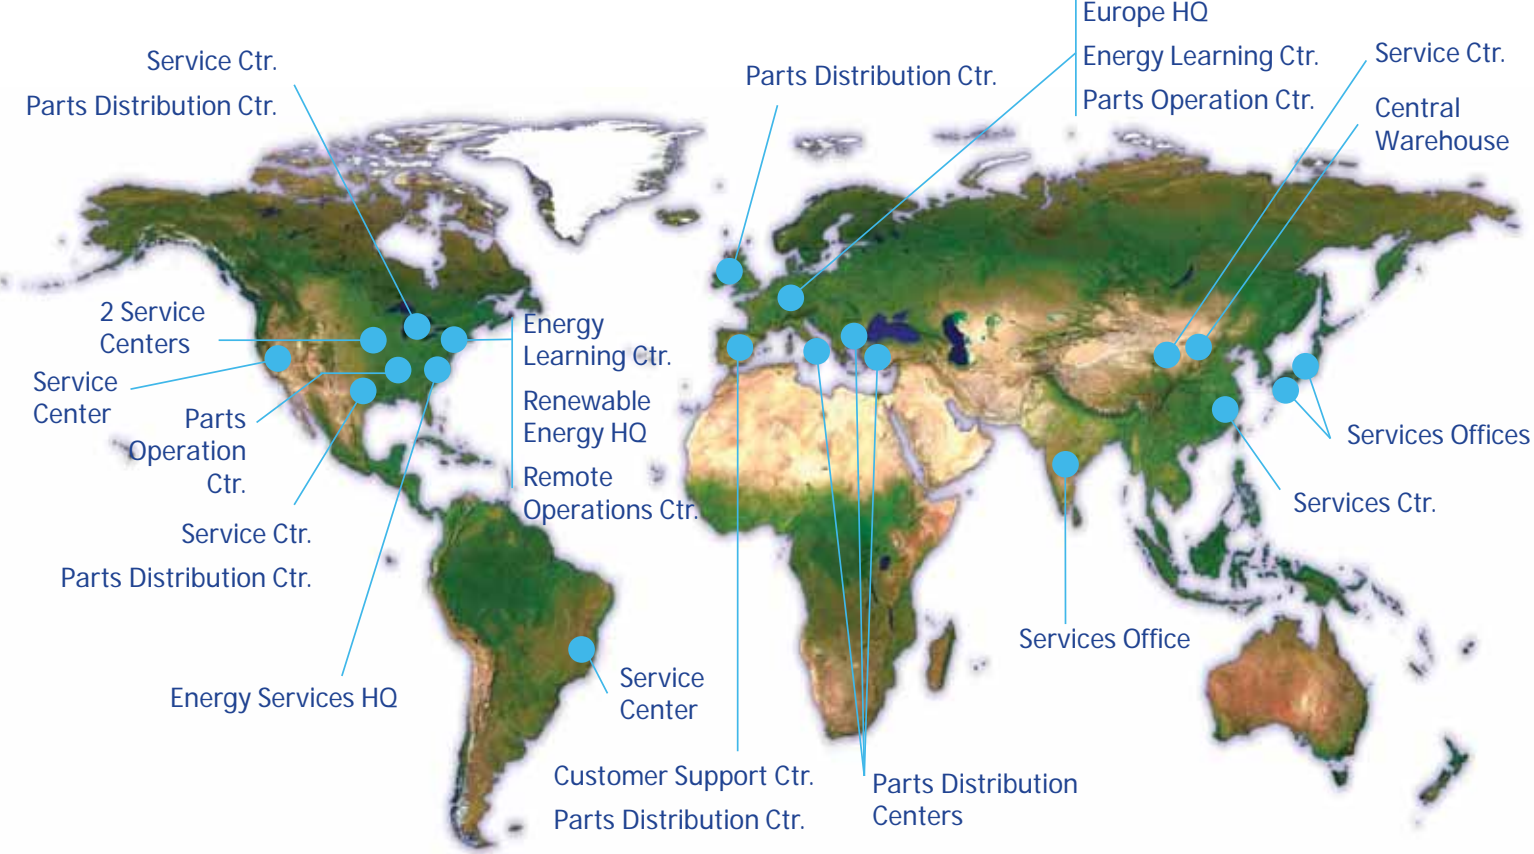 Europe HQ
Energy Learning Ctr.
Parts Operation Ctr.
Service Ctr.
Parts Distribution Ctr.
Parts Distribution Ctr.
Service Ctr.
Central
Warehouse
2 Service
Centers
Service
Center
Parts
Operation
Ctr.
Service Ctr.
Parts Distribution Ctr.
Energy Services HQ
Energy
Learning Ctr.
Renewable
Energy HQ
Remote
Operations Ctr.
Service
Center
Customer Support Ctr.
Parts Distribution Ctr.
Parts Distribution
Centers
Services Office
Services Offices
Services Ctr.